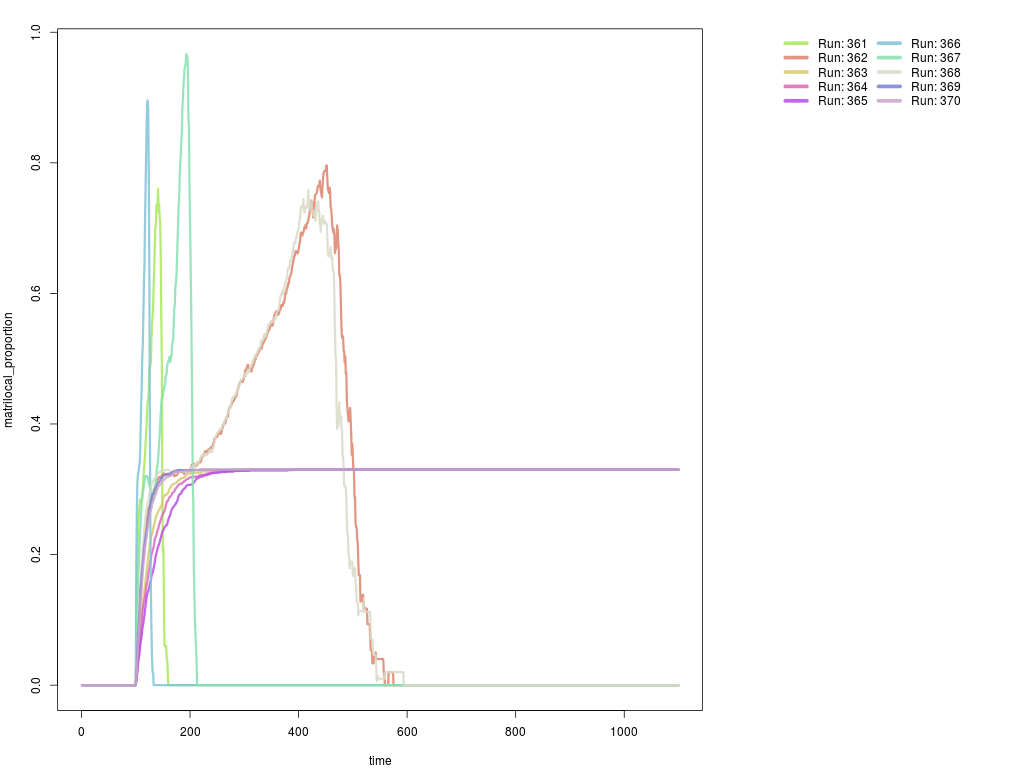 1.0
0.8
0.6
0.4
0.2
0.0
matrilocal_proportion
0 200 400 600 800 1000
time
Run: 361 Run: 366
Run: 362 Run: 367
Run: 363 Run: 368
Run: 364 Run: 369
Run: 365 Run: 370